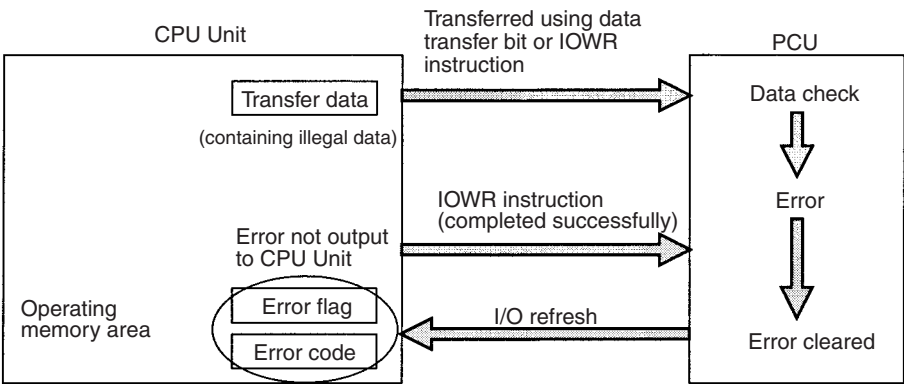 CPU Unit
Transferred using data
transfer bit or IOWR
instruction
PCU
Transfer data
(containing illegal data)
Data check
Error
IOWR instruction
(completed successfully)
Error not output
to CPU Unit
Operating
memory area
Error flag
Error code
I/O refresh
Error cleared